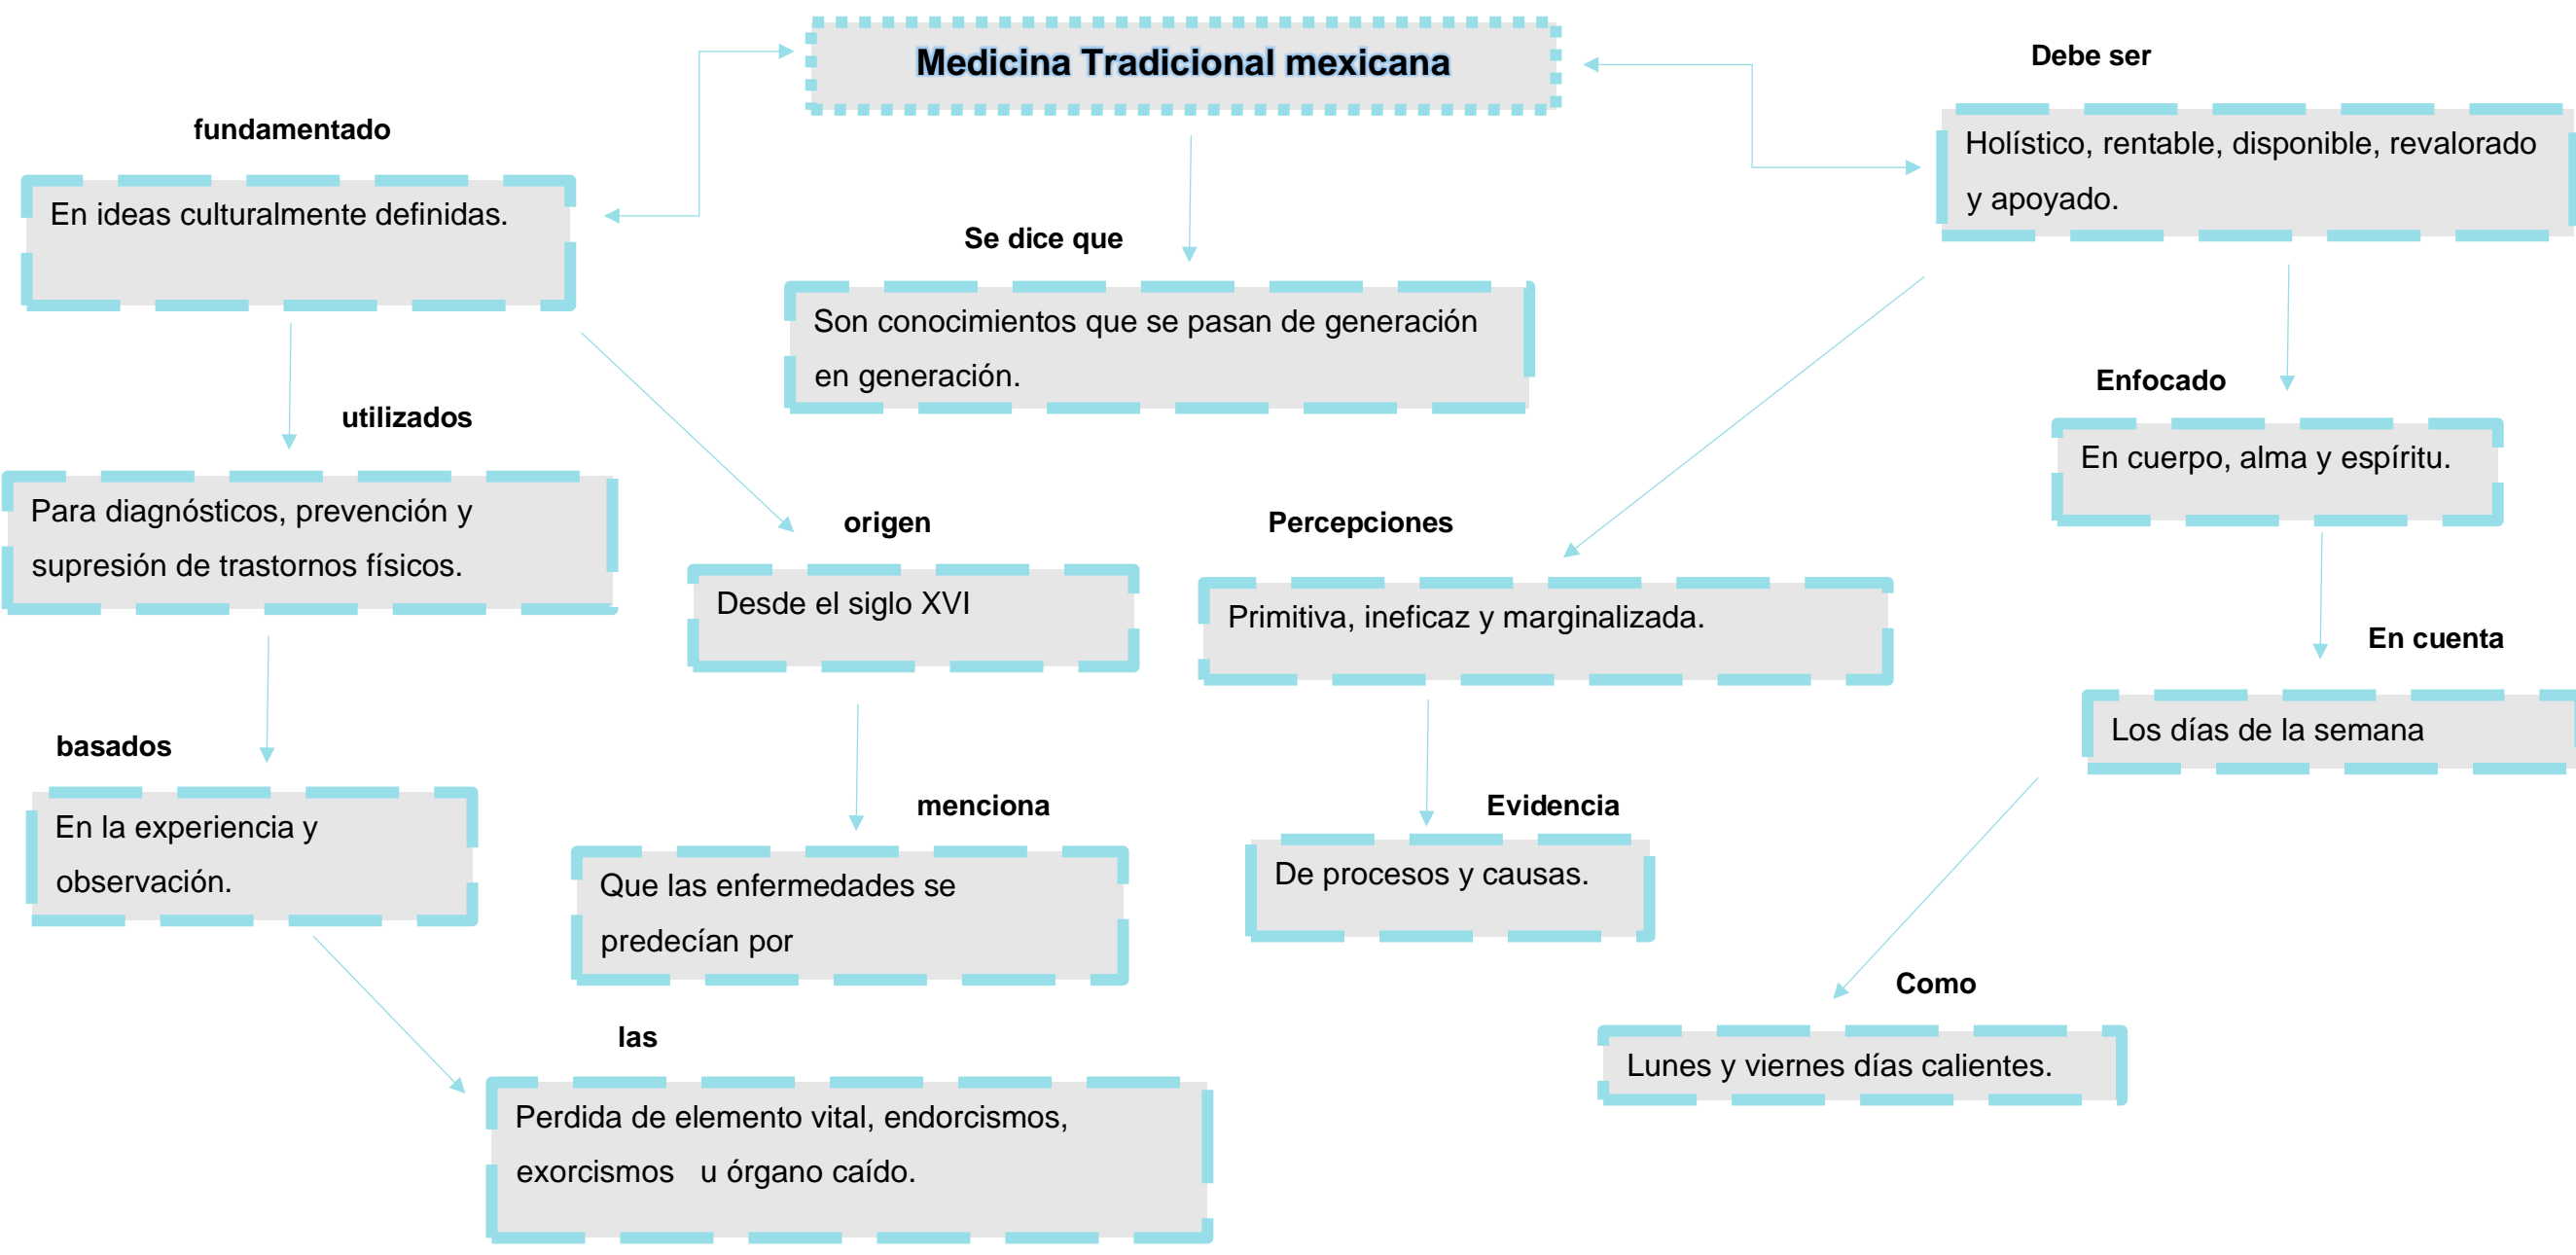 Medicina Tradicional mexicana
fundamentado
En ideas culturalmente definidas.
utilizados
Para diagnósticos, prevención y
supresión de trastornos físicos.
basados
En la experiencia y
observación.
las
Perdida de elemento vital, endorcismos,
exorcismos u órgano caído.
origen
Desde el siglo XVI
menciona
Que las enfermedades se
predecían por
Se dice que
Son conocimientos que se pasan de generación
en generación.
Debe ser
Holístico, rentable, disponible, revalorado
y apoyado.
Percepciones
Primitiva, ineficaz y marginalizada.
Evidencia
De procesos y causas.
Enfocado
En cuerpo, alma y espíritu.
En cuenta
Los días de la semana
Como
Lunes y viernes días calientes.